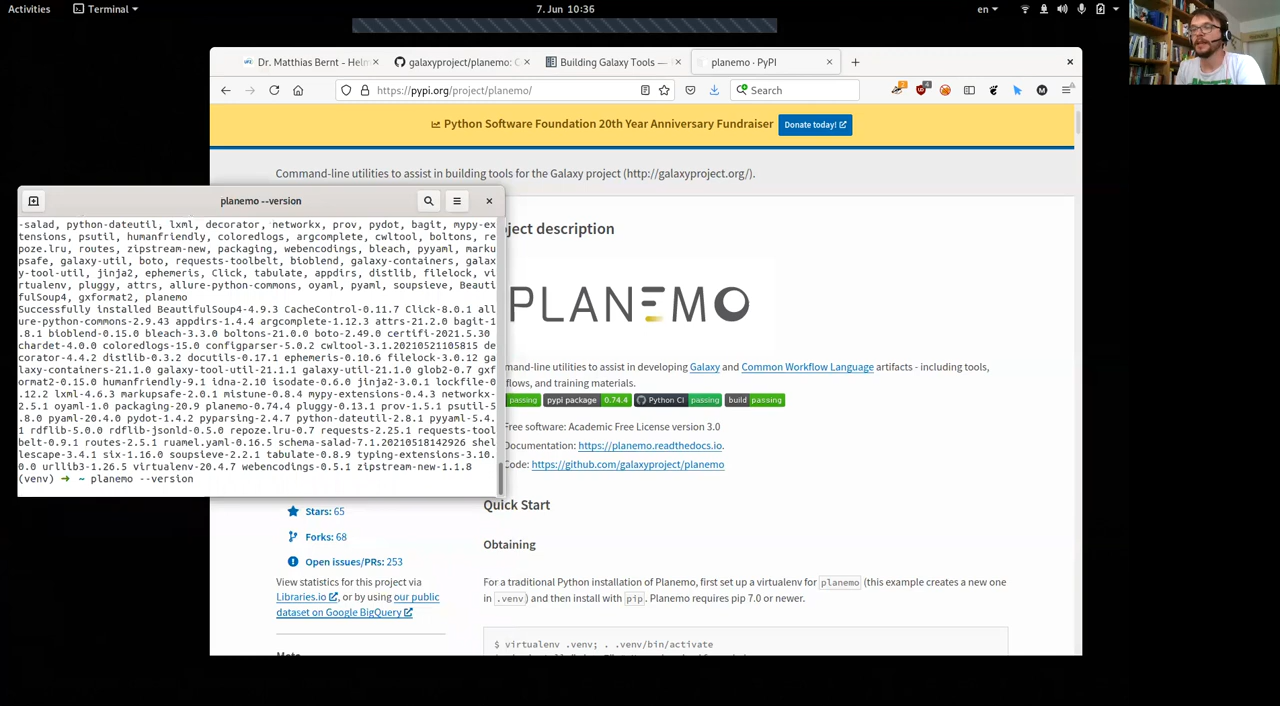 Activities
Terminal
7. Jun 10:36
en
Dr. Matthias Bernt - Helm
galaxyproject/planemo: C
Building Galaxy Tools —
planemo · PyPI
https://pypi.org/project/planemo/
Search
Python Software Foundation 20th Year Anniversary Fundraiser
Donate today!
Command-line utilities to assist in building tools for the Galaxy project (http://galaxyproject.org/).
planemo --version
-salad, python-dateutil, lxml, decorator, networkx, prov, pydot, bagit, mypy-ex
tensions, psutil, humanfriendly, coloredlogs, argcomplete, cwltool, boltons, re
poze.lru, routes, zipstream-new, packaging, webencodings, bleach, pyyaml, marku
psafe, galaxy-util, boto, requests-toolbelt, bioblend, galaxy-containers, galax
y-tool-util, jinja2, ephemeris, Click, tabulate, appdirs, distlib, filelock, vi
rtualenv, pluggy, attrs, allure-python-commons, oyaml, pyaml, soupsieve, Beauti
fulSoup4, gxformat2, planemo
Successfully installed BeautifulSoup4-4.9.3 CacheControl-0.11.7 Click-8.0.1 all
ure-python-commons-2.9.43 appdirs-1.4.4 argcomplete-1.12.3 attrs-21.2.0 bagit-1
.8.1 bioblend-0.15.0 bleach-3.3.0 boltons-21.0.0 boto-2.49.0 certifi-2021.5.30
chardet-4.0.0 coloredlogs-15.0 configparser-5.0.2 cwltool-3.1.20210521105815 de
corator-4.4.2 distlib-0.3.2 docutils-0.17.1 ephemeris-0.10.6 filelock-3.0.12 ga
laxy-containers-21.1.0 galaxy-tool-util-21.1.1 galaxy-util-21.1.0 glob2-0.7 gxf
ormat2-0.15.0 humanfriendly-9.1 idna-2.10 isodate-0.6.0 jinja2-3.0.1 lockfile-0
.12.2 lxml-4.6.3 markupsafe-2.0.1 mistune-0.8.4 mypy-extensions-0.4.3 networkx-
2.5.1 oyaml-1.0 packaging-20.9 planemo-0.74.4 pluggy-0.13.1 prov-1.5.1 psutil-5
.8.0 pyaml-20.4.0 pydot-1.4.2 pyparsing-2.4.7 python-dateutil-2.8.1 pyyaml-5.4.
1 rdflib-5.0.0 rdflib-jsonld-0.5.0 repoze.lru-0.7 requests-2.25.1 requests-tool
belt-0.9.1 routes-2.5.1 ruamel.yaml-0.16.5 schema-salad-7.1.20210518142926 shel
lescape-3.4.1 six-1.16.0 soupsieve-2.2.1 tabulate-0.8.9 typing-extensions-3.10.
0.0 urllib3-1.26.5 virtualenv-20.4.7 webencodings-0.5.1 zipstream-new-1.1.8
(venv) ➜ ~ planemo --version
oject description
PLANEMO
mand-line utilities to assist in developing Galaxy and Common Workflow Language artifacts - including tools,
flows, and training materials.
passing pypi package 0.74.4 Python CI passing build passing
Free software: Academic Free License version 3.0
Documentation: https://planemo.readthedocs.io.
Code: https://github.com/galaxyproject/planemo
Quick Start
Stars: 65
Forks: 68
Open issues/PRs: 253
View statistics for this project via
Libraries.io, or by using our public
dataset on Google BigQuery
Obtaining
For a traditional Python installation of Planemo, first set up a virtualenv for planemo (this example creates a new one
in .venv) and then install with pip. Planemo requires pip 7.0 or newer.
$ virtualenv .venv; . .venv/bin/activate
Meta